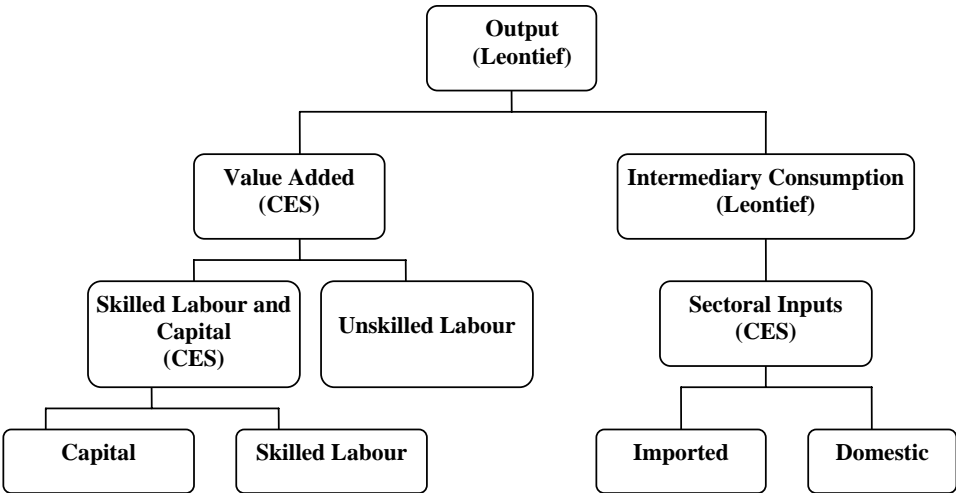 Output
(Leontief)
Value Added
(CES)
Intermediary Consumption
(Leontief)
Skilled Labour and
Capital
(CES)
Unskilled Labour
Sectoral Inputs
(CES)
Capital
Skilled Labour
Imported
Domestic